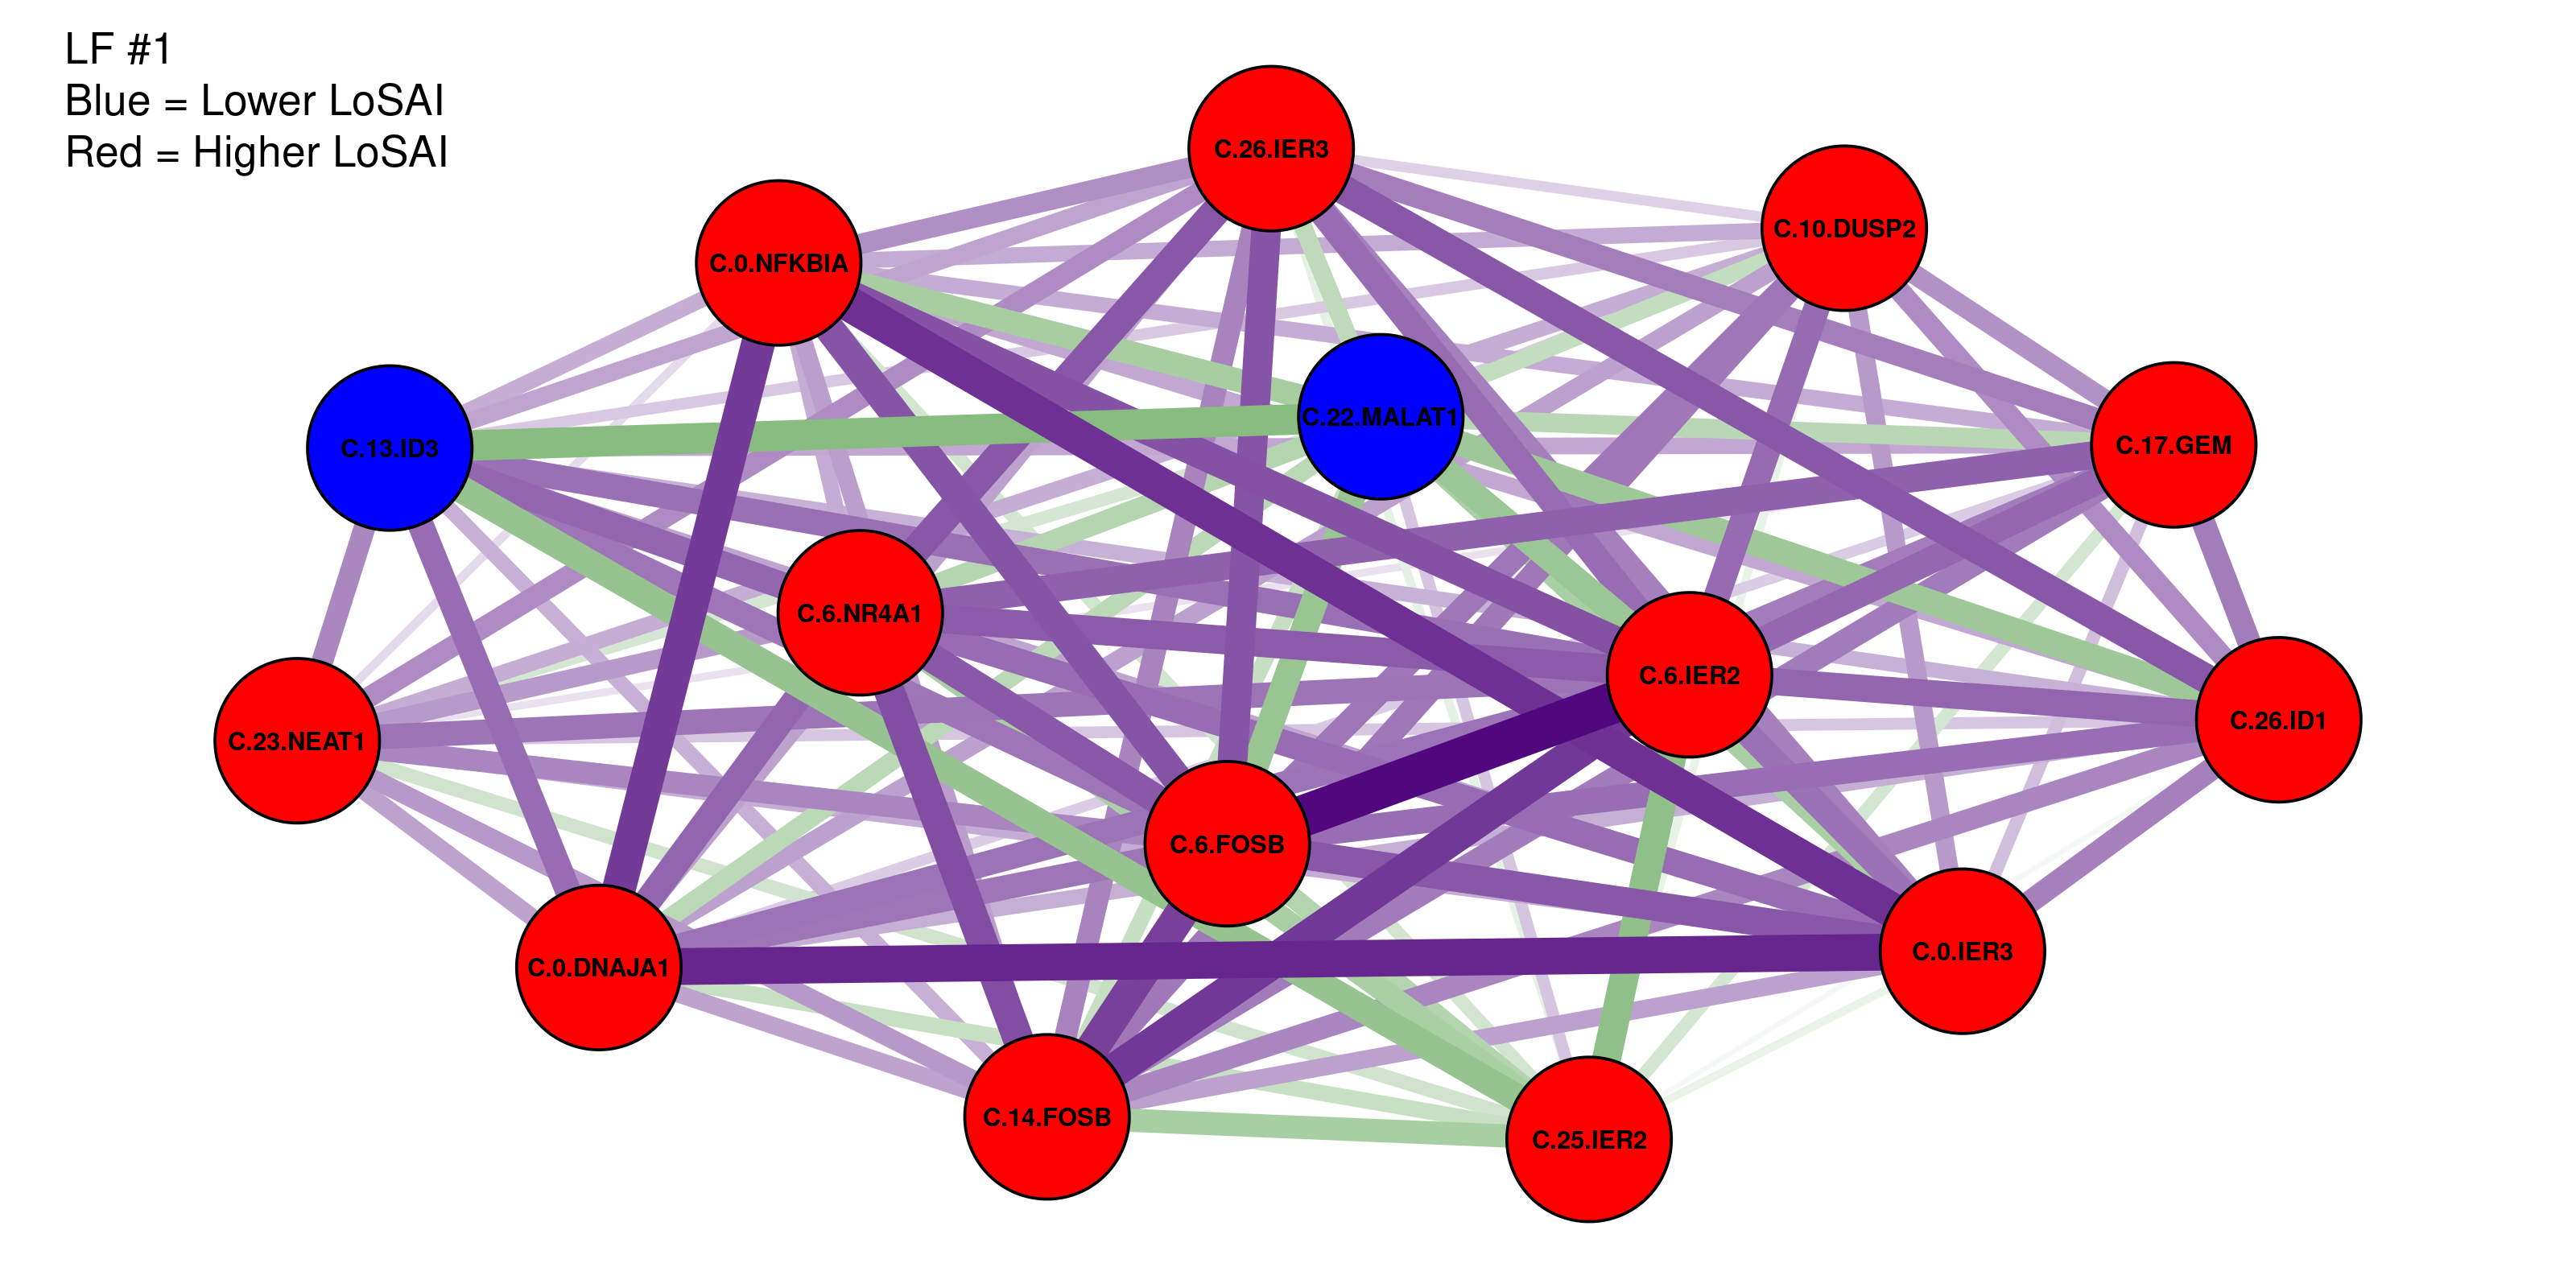 LF #1
Blue = Lower LoSAI
Red = Higher LoSAI
C.26.IER3
C.10.DUSP2
C.0.NFKBIA
C.22.MALAT1
C.17.GEM
C.13.ID3
C.6.NR4A1
C.6.IER2
C.26.ID1
C.23.NEAT1
C.6.FOSB
C.0.IER3
C.0.DNAJA1
C.14.FOSB
C.25.IER2